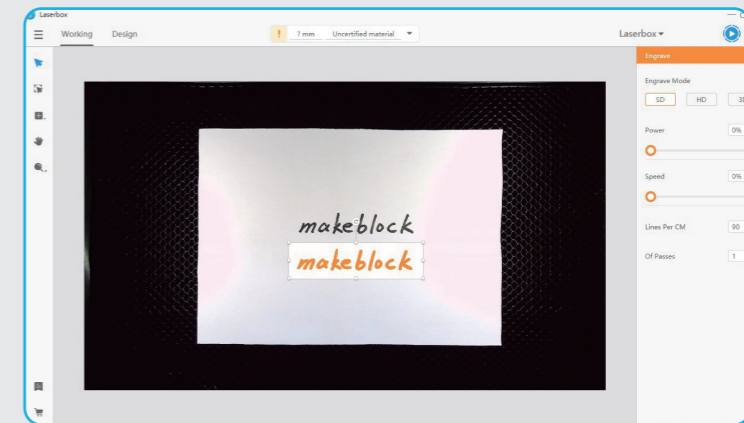 Laserbox
Working Design ! ? mm Uncertified material Laserbox
Engrave
Engrave Mode
SD HD
Power 0%
Speed 0%
makeblock
Lines Per CM 90
makeblock
Of Passes 1